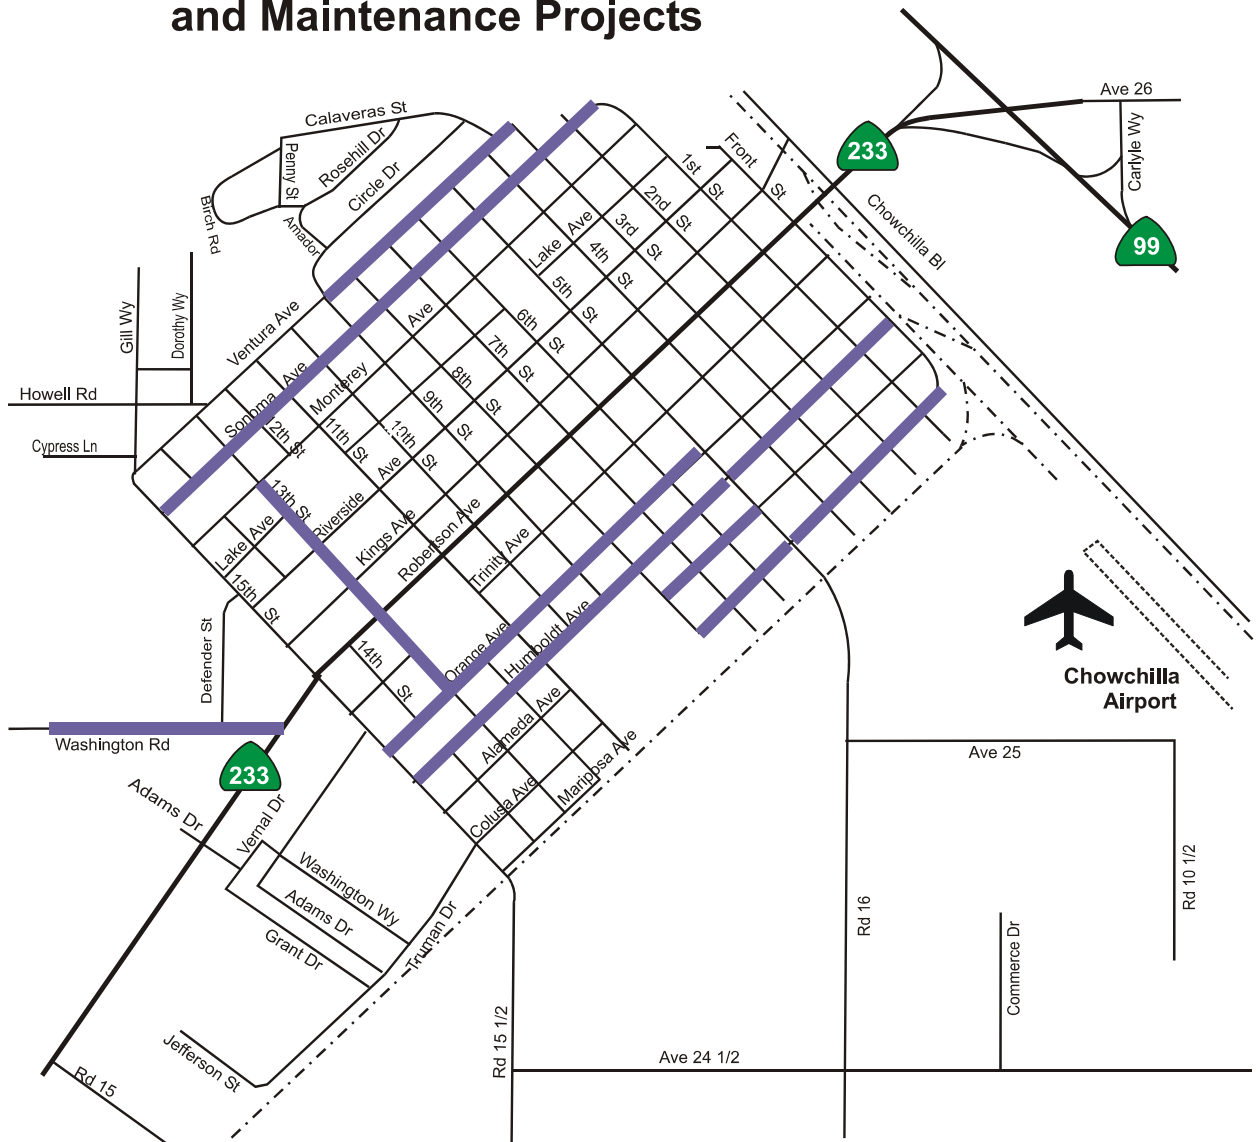 and Maintenance Projects
Ave 26
Calaveras St
233
Carlyle Wy
Front St
Rosehill Dr
Penny St
1st St
Circle Dr
2nd St
Birch Rd
Amador
Lake Ave
3rd St
Chowchilla Bl
99
4th St
5th St
Gill Wy
Dorothy Wy
Ventura Ave
Ave
6th St
7th St
Howell Rd
Sonoma Ave
Monterey
8th St
9th St
Cypress Ln
12th St
11th St
10th St
13th St
Riverside Ave
Kings Ave
Robertson Ave
Lake Ave
Trinity Ave
15th St
Defender St
14th St
Orange Ave
Humboldt Ave
Chowchilla
Airport
Washington Rd
Alameda Ave
Mariposa Ave
Ave 25
233
Adams Dr
Vernal Dr
Colusa Ave
Washington Wy
Adams Dr
Grant Dr
Truman Dr
Rd 16
Rd 10 1/2
Commerce Dr
Rd 15 1/2
Jefferson St
Ave 24 1/2
Rd 15